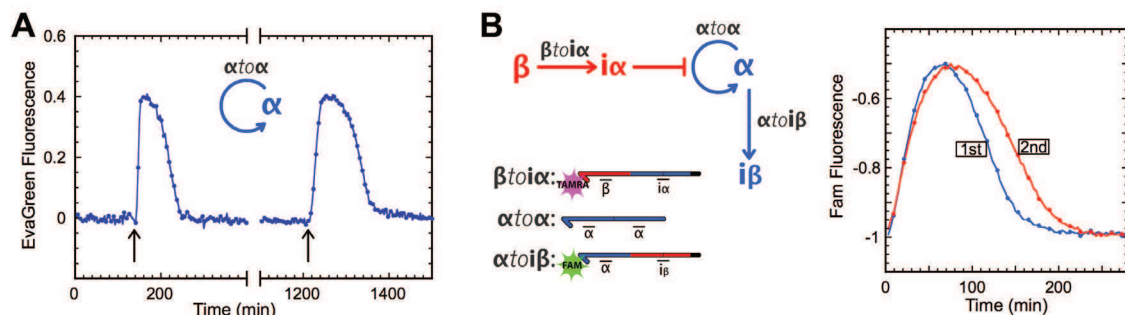 A
EvaGreen Fluorescence
0.6
0.4
0.2
0
0
200
1200
1400
Time (min)
αtoα
α
B
βtoiα
αtoα
β
iα
α
αtoiβ
iβ
βtoiα:
TAMRA
β
iα
αtoα:
α
α
αtoiβ:
FAM
α
iβ
Fam Fluorescence
-0.6
-0.8
-1
1st
2nd
0
100
200
Time (min)